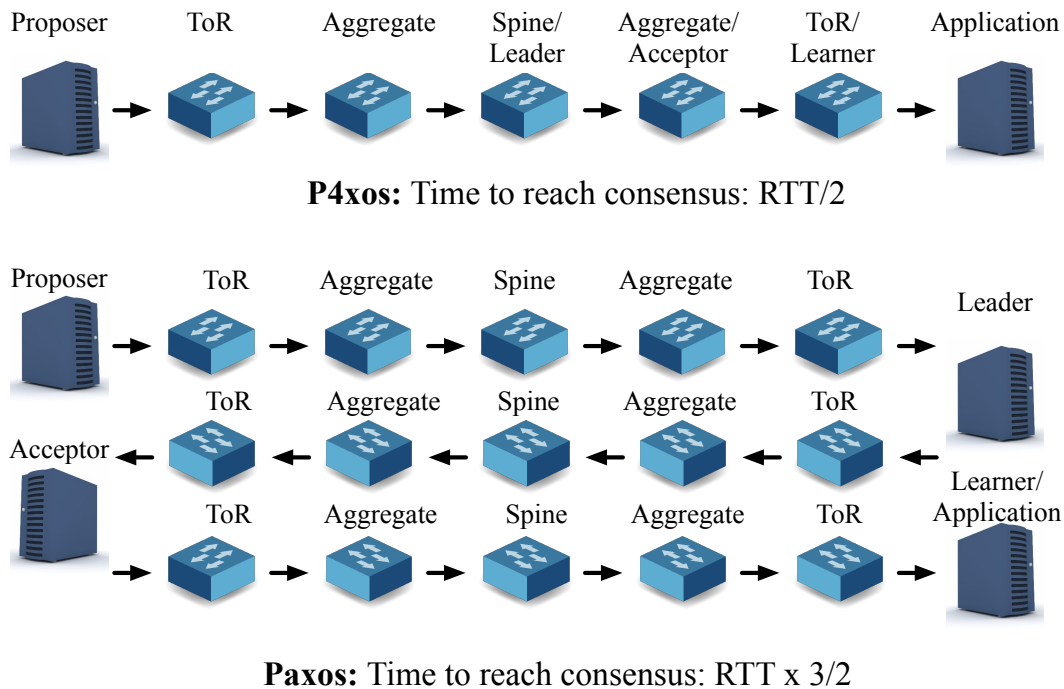 Proposer ToR Aggregate Spine/ Aggregate/ ToR/ Application
Leader Acceptor Learner
P4xos: Time to reach consensus: RTT/2
Proposer ToR Aggregate Spine Aggregate ToR
Leader
ToR Aggregate Spine Aggregate ToR
Acceptor
Learner/
ToR Aggregate Spine Aggregate ToR Application
Paxos: Time to reach consensus: RTT x 3/2